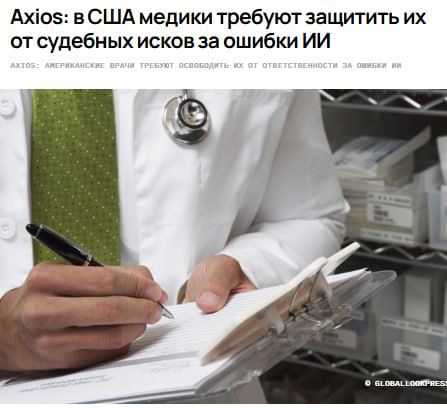 Axios: в США медики требуют защитить их
от судебных исков за ошибки ИИ
AXIOS: АМЕРИКАНСКИЕ ВРАЧИ ТРЕБУЮТ ОСВОБОДИТЬ ИХ ОТ ОТВЕТСТВЕННОСТИ ЗА ОШИБКИ ИИ
© GLOBALLOOKPRES